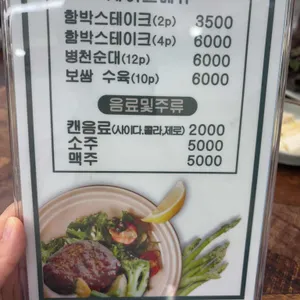 함박스테이크(2p) 3500
함박스테이크(4p) 6000
병천순대(12p) 6000
보쌈 수육(10p) 6000
음료및주류
캔음료(사이다,콜라,제로) 2000
소주 5000
맥주 5000